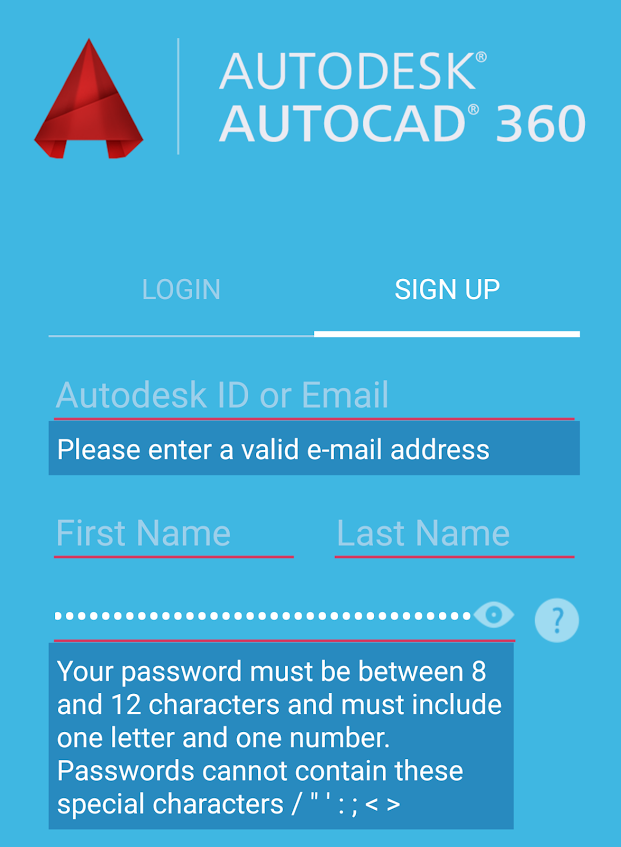 AUTODESK®
AUTOCAD® 360
LOGIN
SIGN UP
Autodesk ID or Email
Please enter a valid e-mail address
First Name
Last Name
?
Your password must be between 8
and 12 characters and must include
one letter and one number.
Passwords cannot contain these
special characters / " ' : ; < >